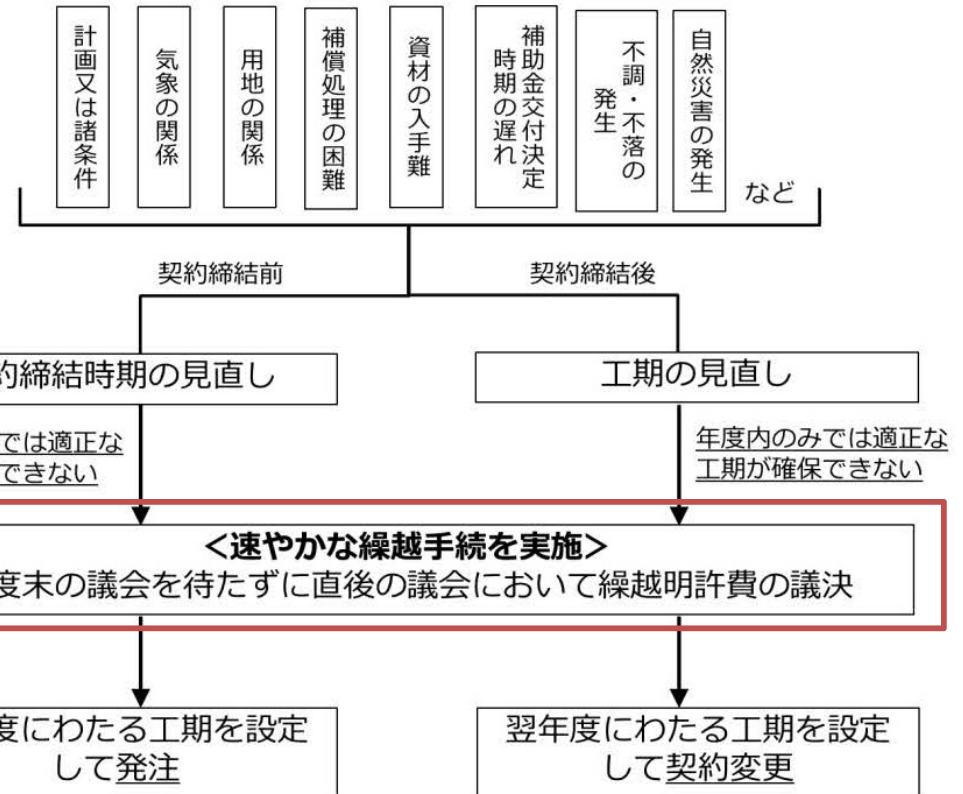 計画又は諸条件
気象の関係
用地の関係
補償処理の困難
資材の入手難
補助金交付決定
時期の遅れ
不調・不落の
発生
自然災害の発生
など
契約締結前
契約締結後
約締結時期の見直し
工期の見直し
では適正な
できない
年度内のみでは適正な
工期が確保できない
<速やかな繰越手続を実施>
度末の議会を待たずに直後の議会において繰越明許費の議決
度にわたる工期を設定
して発注
翌年度にわたる工期を設定
して契約変更